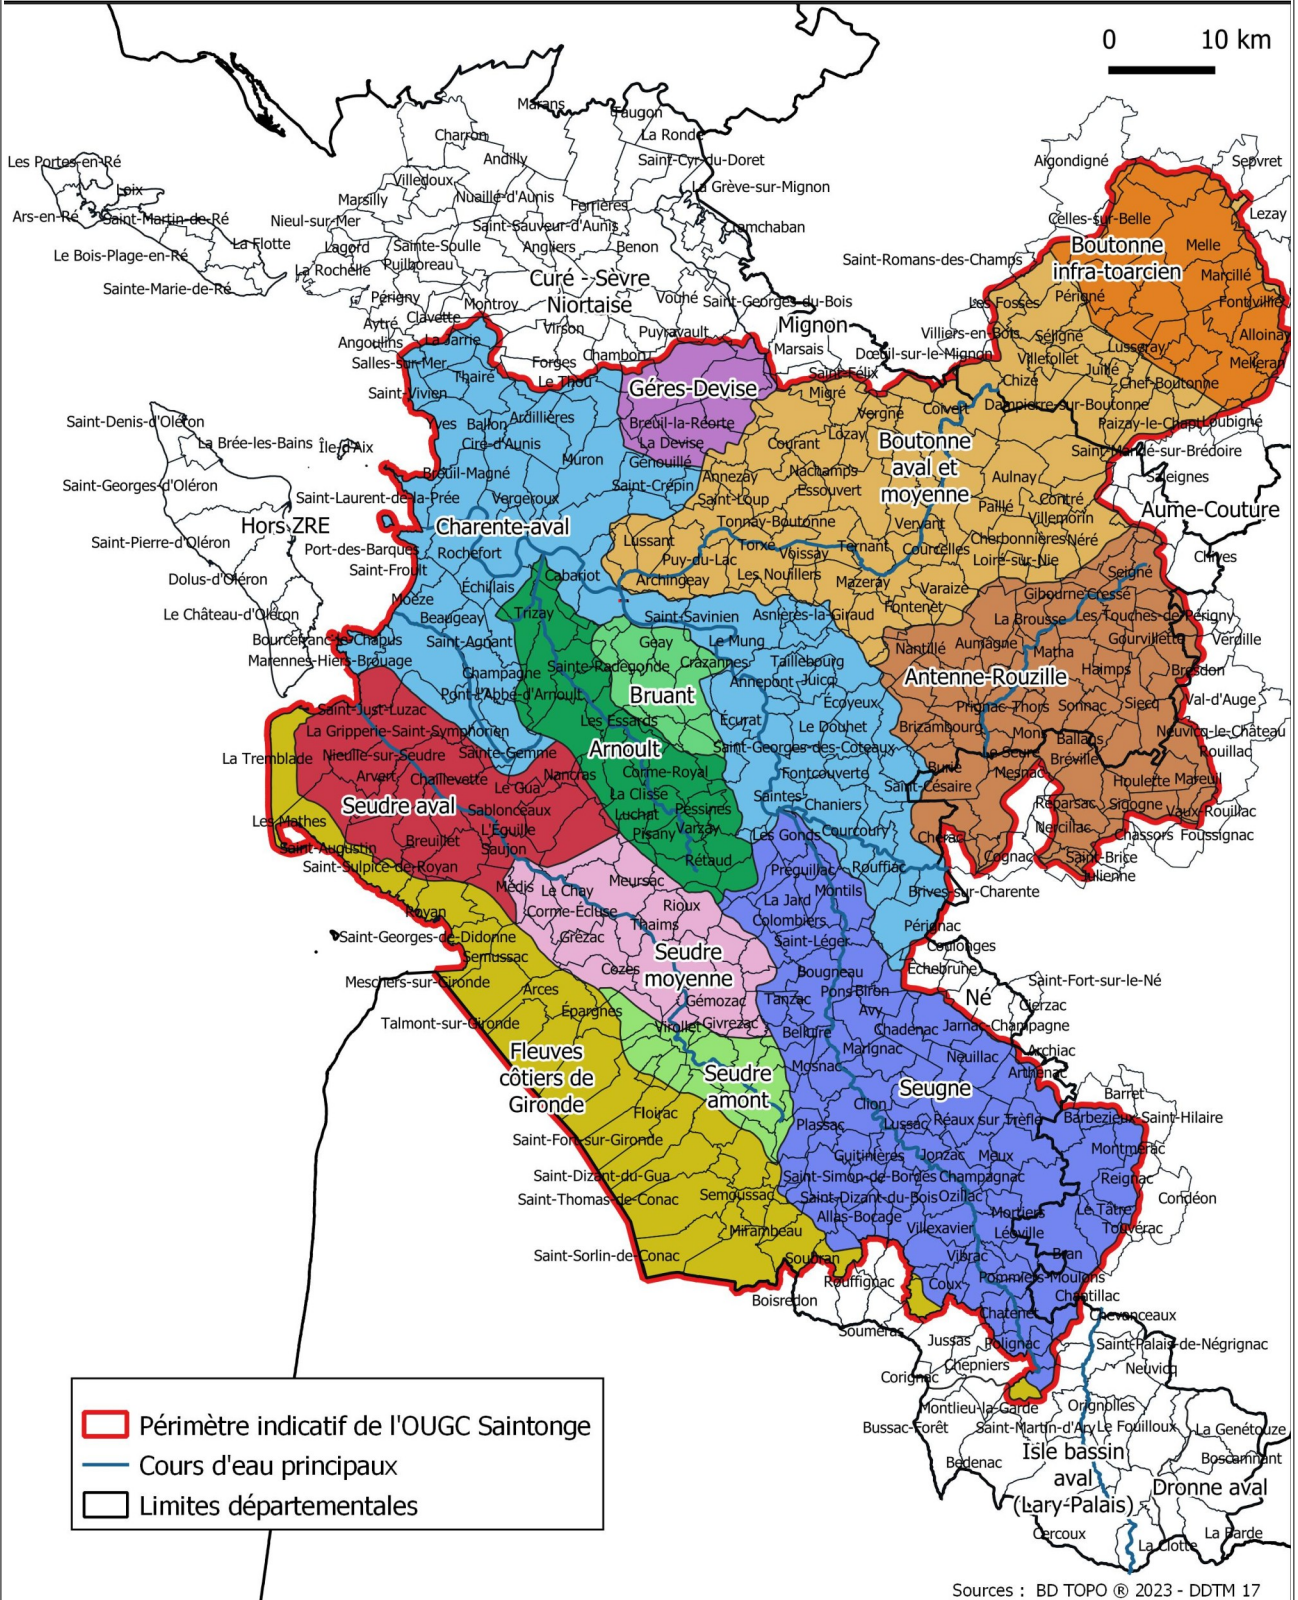 0 10 km
Marans
Taugon
Charron
La Ronde
Andilly
Saint-Cyr-du-Doret
Aigondigné
Sepvret
Les Portes-en-Ré
Villedoux
La Grève-sur-Mignon
Loix
Marsilly
Nuaillé-d'Aunis
Ferrières
Ars-en-Ré
Saint-Martin-de-Ré
Nieul-sur-Mer
Saint-Sauveur-d'Aunis
Cramchaban
Celles-sur-Belle
Lezay
La Flotte
Lagord
Sainte-Soulle
Angliers
Benon
Boutonne
infra-toarcien
Melle
Le Bois-Plage-en-Ré
La Rochelle
Puilboreau
Saint-Romans-des-Champs
Marcillé
Sainte-Marie-de-Ré
Curé - Sèvre
Niortaise
Périgny
Montroy
Vouhé
Saint-Georges-du-Bois
Les Fosses
Périgné
Fontivillié
Aytré
Clavette
Virson
Puyravault
Mignon
Villiers-en-Bois
Séligné
Alloinay
Angoulins
La Jarrie
Chambon
Marsais
Dœuil-sur-le-Mignon
Villefollet
Lusseray
Salles-sur-Mer
Forges
Juillé
Melleran
Thairé
Le Thou
Saint-Félix
Chizé
Chef-Boutonne
Saint-Vivien
Géres-Devise
Migré
Vergné
Coivert
Dampierre-sur-Boutonne
Saint-Denis-d'Oléron
Yves
Ballon
Ardillières
Breuil-la-Réorte
Lozay
Paizay-le-Chapt
Loubigné
La Brée-les-Bains
Île-d'Aix
Ciré-d'Aunis
La Devise
Courant
Boutonne
aval et
moyenne
Saint-Mandé-sur-Brédoire
Muron
Genouillé
Breuil-Magné
Annezay
Nachamps
Aulnay
Saleignes
Saint-Georges-d'Oléron
Saint-Crépin
Essouvert
Saint-Laurent-de-la-Prée
Vergeroux
Saint-Loup
Contré
Paillé
Aume-Couture
Hors ZRE
Charente-aval
Tonnay-Boutonne
Vervant
Villemorin
Saint-Pierre-d'Oléron
Port-des-Barques
Rochefort
Lussant
Torxé
Voissay
Ternant
Courcelles
Cherbonnières
Néré
Saint-Froult
Puy-du-Lac
Loiré-sur-Nie
Chives
Dolus-d'Oléron
Échillais
Cabariot
Archingeay
Les Nouillers
Mazeray
Varaize
Seigné
Moëze
Gibourne
Cressé
Le Château-d'Oléron
Beaugeay
Trizay
Saint-Savinien
Asnières-la-Giraud
Fontenet
La Brousse
Les Touches-de-Périgny
Bourcefranc-le-Chapus
Saint-Agnant
Geay
Le Mung
Nantillé
Aumagne
Gourvillette
Verdille
Marennes-Hiers-Brouage
Champagne
Sainte-Radegonde
Crazannes
Taillebourg
Matha
Haimps
Bresdon
Pont-l'Abbé-d'Arnoult
Bruant
Annepont
Juicq
Antenne-Rouzille
Saint-Just-Luzac
Les Essards
Écurat
Écoyeux
Prignac
Thors
Sonnac
Siecq
Val-d'Auge
La Gripperie-Saint-Symphorien
Le Douhet
Brizambourg
Mons
Ballans
Neuvicq-le-Château
La Tremblade
Nieulle-sur-Seudre
Sainte-Gemme
Arnoult
Saint-Georges-des-Coteaux
Le Seure
Bréville
Rouillac
Arvert
Chaillevette
Nancras
Corme-Royal
Fontcouverte
Burie
Mesnac
Houlette
Mareuil
Seudre aval
Le Gua
La Clisse
Saintes
Saint-Césaire
Les Mathes
Sablonceaux
Luchat
Pessines
Chaniers
Réparsac
Sigogne
Vaux-Rouillac
L'Éguille
Pisany
Varzay
Les Gonds
Courcoury
Cherac
Nercillac
Chassors
Foussignac
Saint-Augustin
Breuillet
Saujon
Saint-Sulpice-de-Royan
Rétaud
Préguillac
Rouffiac
Cognac
Saint-Brice
Julienne
Médis
Le Chay
Meursac
Montils
Brives-sur-Charente
Royan
Corme-Écluse
Rioux
La Jard
Thaims
Colombiers
Pérignac
Saint-Georges-de-Didonne
Grézac
Saint-Léger
Coulonges
Semussac
Cozes
Seudre
moyenne
Bougneau
Échebrune
Meschers-sur-Gironde
Arces
Pons
Biron
Né
Saint-Fort-sur-le-Né
Épargnes
Gémozac
Tanzac
Avy
Cierzac
Talmont-sur-Gironde
Virollet
Givrezac
Belluire
Chadenac
Jarnac-Champagne
Fleuves
côtiers de
Gironde
Marignac
Archiac
Mosnac
Neuillac
Arthenac
Seudre
amont
Seugne
Barret
Floirac
Clion
Plassac
Lussac
Réaux sur Trèfle
Barbezieux-Saint-Hilaire
Saint-Fort-sur-Gironde
Guitinières
Jonzac
Meux
Montmérac
Saint-Dizant-du-Gua
Saint-Simon-de-Bordes
Champagnac
Reignac
Saint-Thomas-de-Conac
Semoussac
Saint-Dizant-du-Bois
Ozillac
Condéon
Mirambeau
Allas-Bocage
Mortiers
Le Tâtre
Villexavier
Léoville
Touvérac
Saint-Sorlin-de-Conac
Soubran
Vibrac
Bran
Rouffignac
Coux
Pommiers-Moulons
Boisredon
Chantillac
Chatenet
Chevanceaux
Souméras
Jussas
Polignac
Saint-Palais-de-Négrignac
Chepniers
Neuvicq
Corignac
Montlieu-la-Garde
Orignolles
Bussac-Forêt
Saint-Martin-d'Ary
Le Fouilloux
La Genétouze
Bedenac
Isle bassin
aval
(Lary-Palais)
Boscamnant
Dronne aval
Cercoux
La Clotte
La Barde
Périmètre indicatif de l'OUGC Saintonge
Cours d'eau principaux
Limites départementales
Sources : BD TOPO ® 2023 - DDTM 17